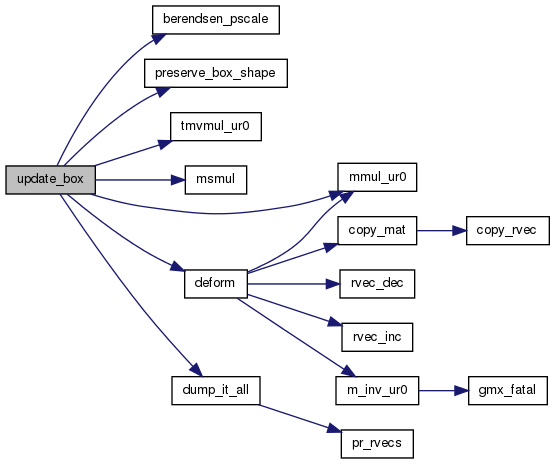 berendsen_pscale
preserve_box_shape
tmvmul_ur0
update_box
msmul
mmul_ur0
copy_mat
copy_rvec
deform
rvec_dec
rvec_inc
dump_it_all
m_inv_ur0
gmx_fatal
pr_rvecs